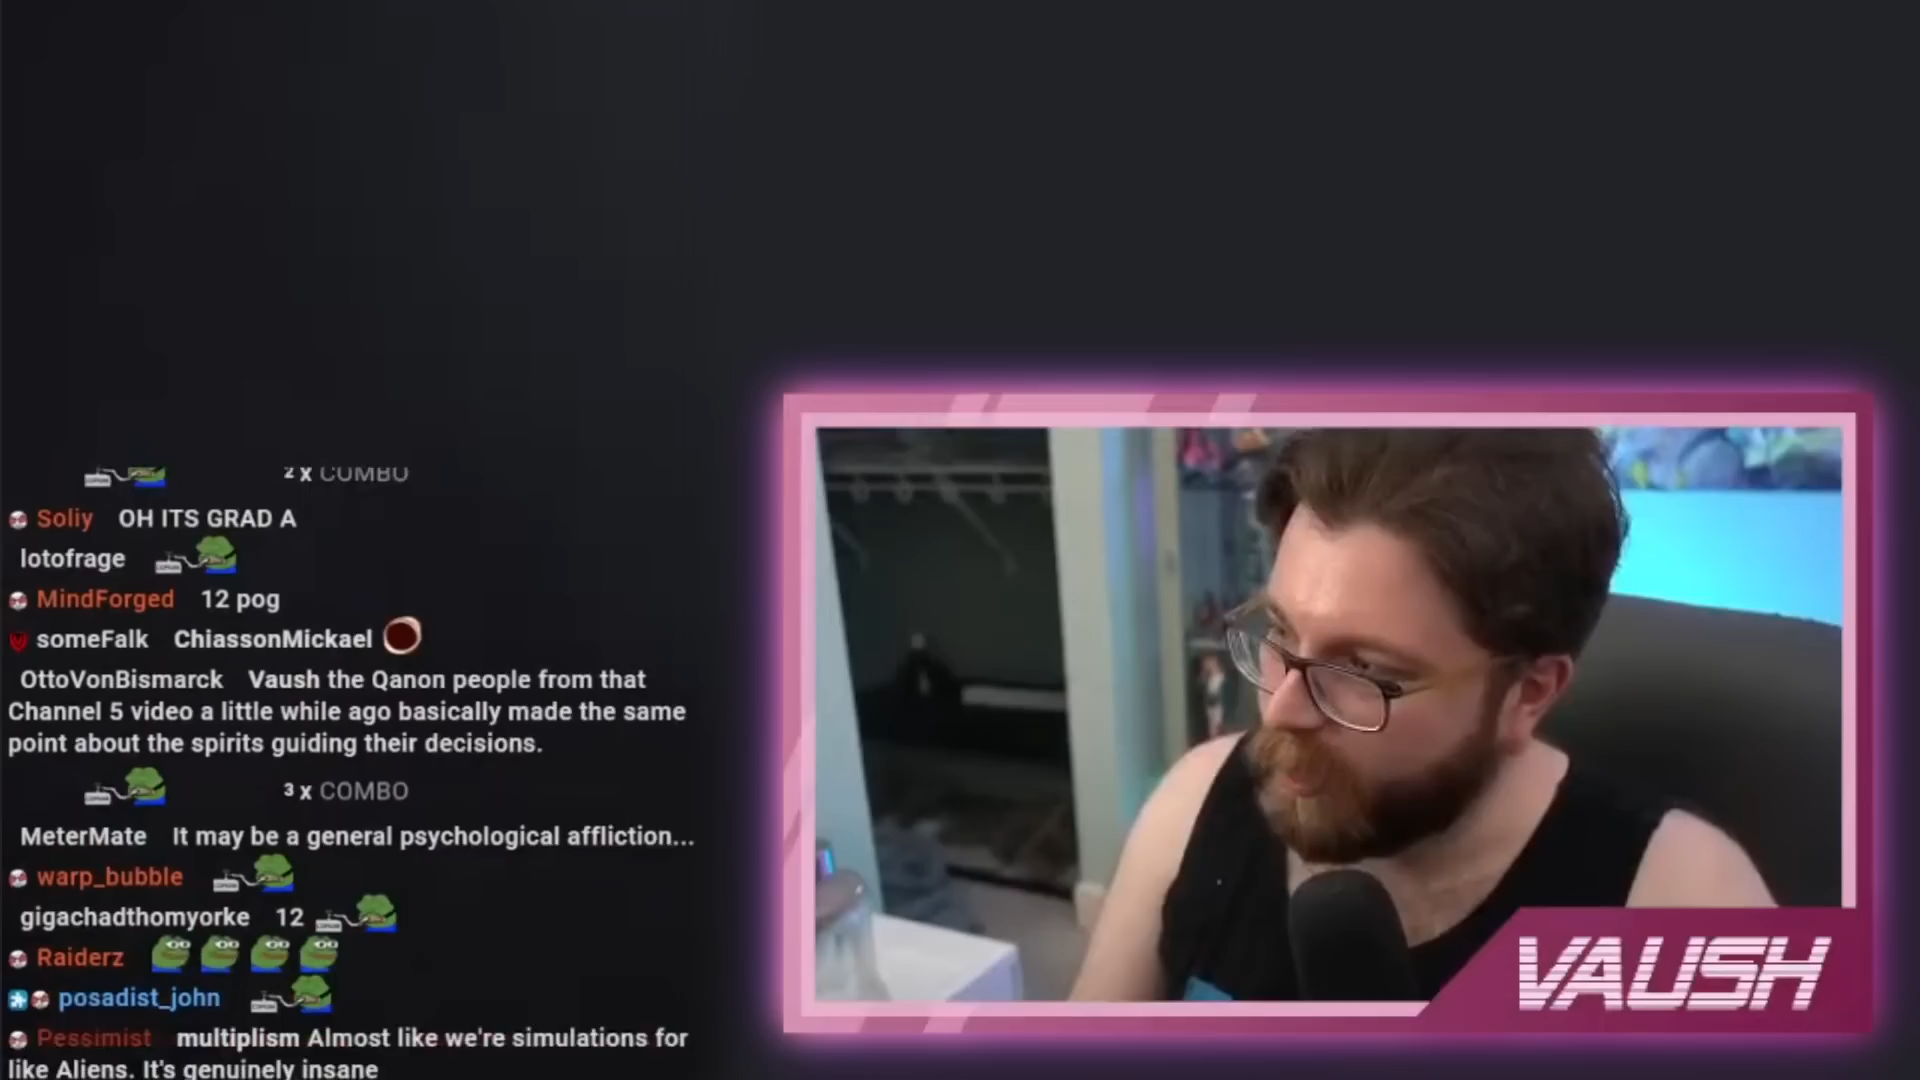 2 x COMBO
Soliy OH ITS GRAD A
lotofrage
MindForged 12 pog
someFalk ChiassonMickael
OttoVonBismarck Vaush the Qanon people from that
Channel 5 video a little while ago basically made the same
point about the spirits guiding their decisions.
3 x COMBO
MeterMate It may be a general psychological affliction...
warp_bubble
gigachadthomyorke 12
Raiderz
posadist_john
Pessimist multiplism Almost like we're simulations for
like Aliens. It's genuinely insane
VAUSH